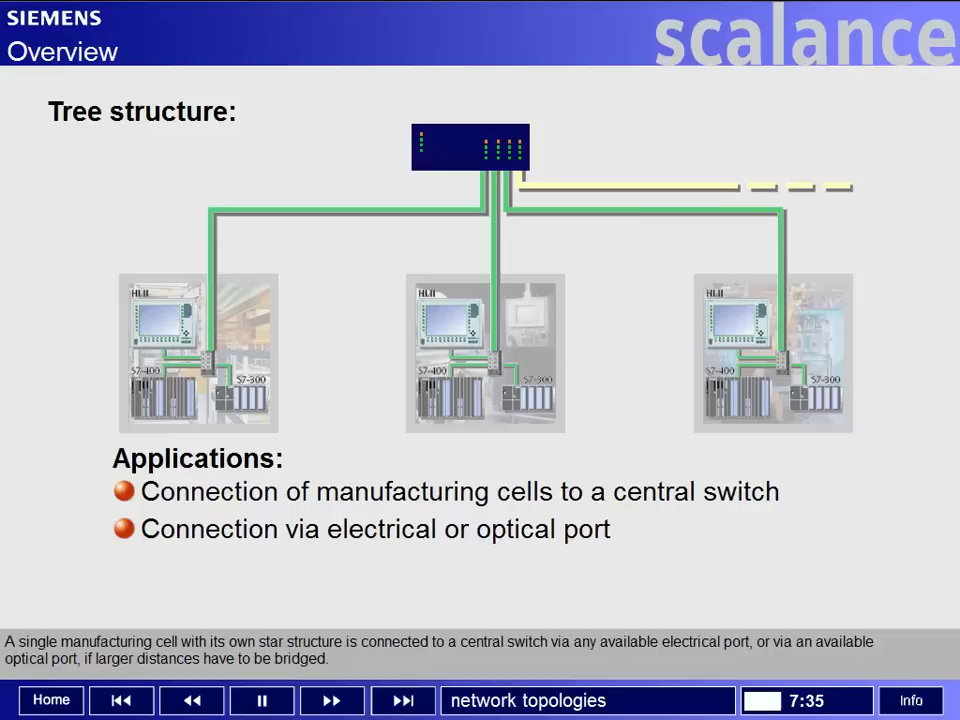 SIEMENS
scalance
Overview
Tree structure:
HMI
HMI
HMI
S7-400
S7-300
S7-400
S7-300
S7-400
S7-300
Applications:
Connection of manufacturing cells to a central switch
Connection via electrical or optical port
A single manufacturing cell with its own star structure is connected to a central switch via any available electrical port, or via an available
optical port, if larger distances have to be bridged.
Home
network topologies
7:35
Info